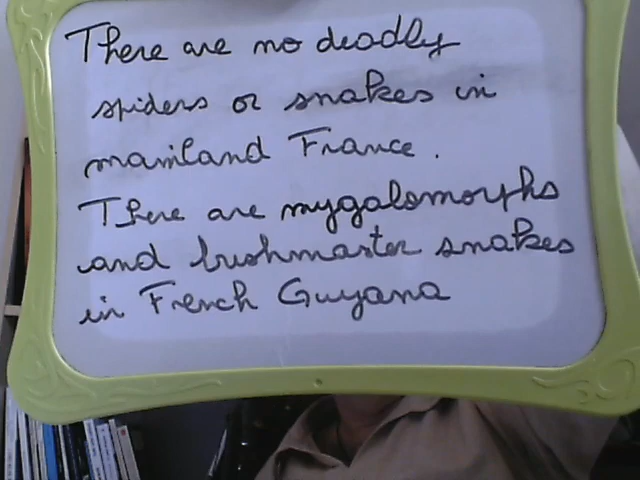 There are no deadly
spiders or snakes in
mainland France.
There are mygalomorphs
and bushmaster snakes
in French Guyana